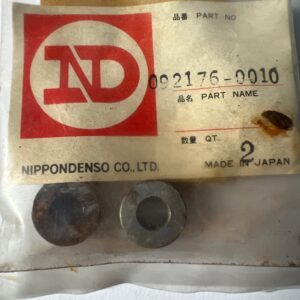 品番 PART NO
092176-0010
品名 PART NAME
数量 Q'T
2
MADE IN JAPAN
ND
NIPPONDENSO CO., LTD.